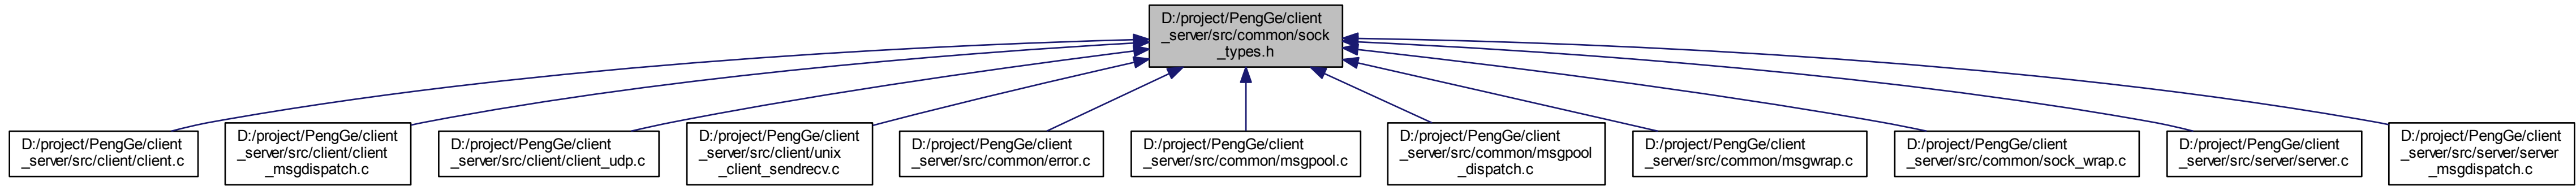 D:/project/PengGe/client
_server/src/common/sock
_types.h
D:/project/PengGe/client
_server/src/client/client.c
D:/project/PengGe/client
_server/src/client/client
_msgdispatch.c
D:/project/PengGe/client
_server/src/client/client_udp.c
D:/project/PengGe/client
_server/src/client/unix
_client_sendrecv.c
D:/project/PengGe/client
_server/src/common/error.c
D:/project/PengGe/client
_server/src/common/msgpool.c
D:/project/PengGe/client
_server/src/common/msgpool
_dispatch.c
D:/project/PengGe/client
_server/src/common/msgwrap.c
D:/project/PengGe/client
_server/src/common/sock_wrap.c
D:/project/PengGe/client
_server/src/server/server.c
D:/project/PengGe/client
_server/src/server/server
_msgdispatch.c